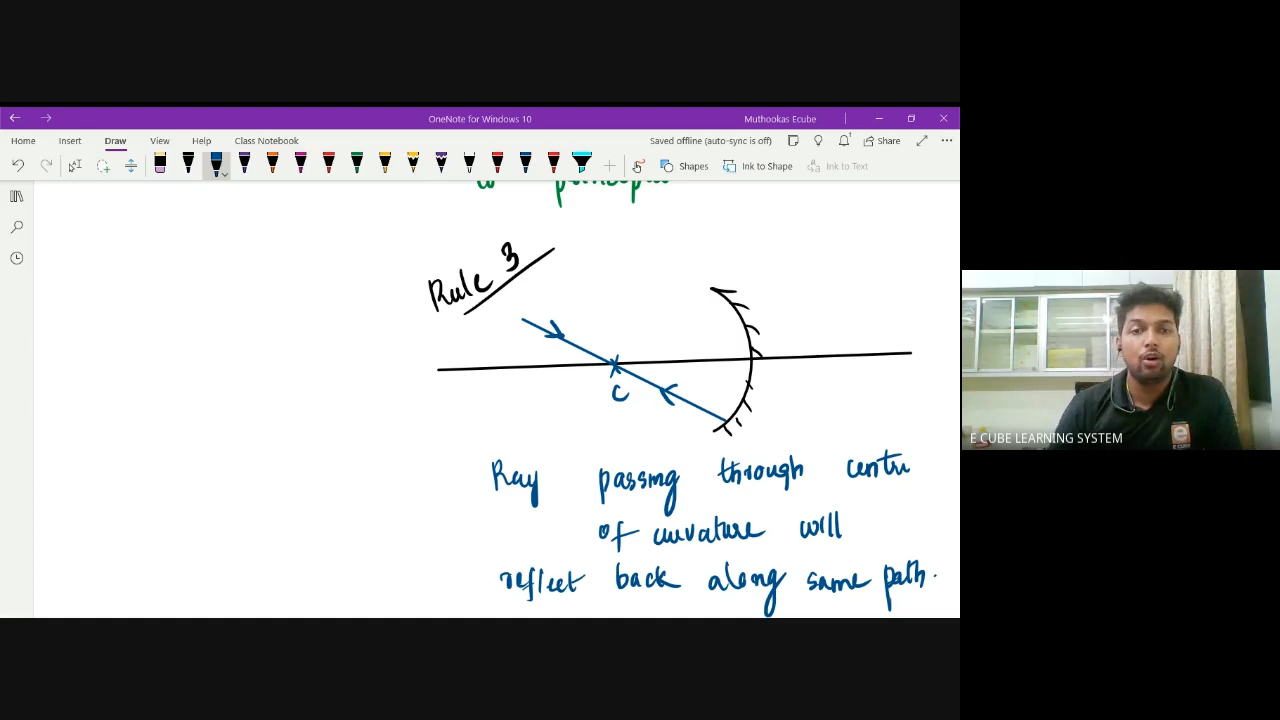 OneNote for Windows 10
Muthookas Ecube
Home Insert Draw View Help Class Notebook
Saved offline (auto-sync is off)
Share
Shapes
Ink to Shape
Ink to Text
Rule 3
C
Ray passing through centre
of curvature will
reflect back along same path.
E CUBE LEARNING SYSTEM